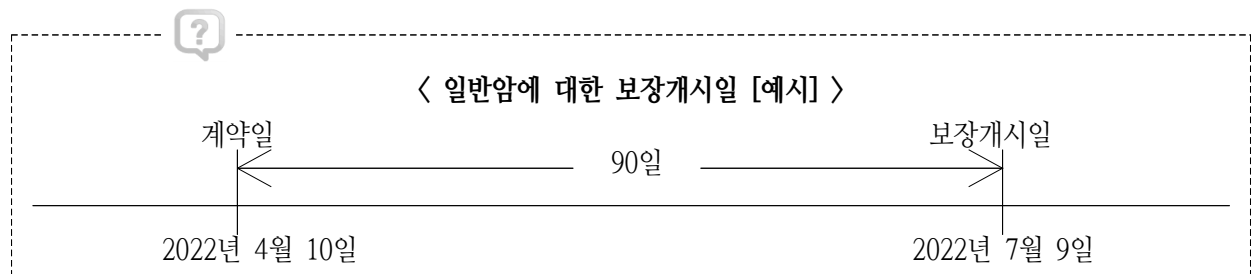 ?
< 일반암에 대한 보장개시일 [예시] >
계약일 보장개시일
90일
2022년 4월 10일 2022년 7월 9일